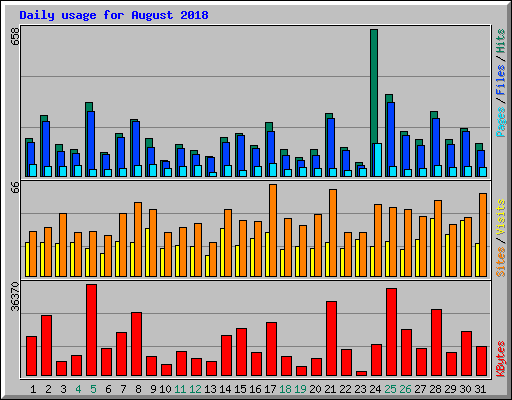 Daily usage for August 2018
658
Pages / Files / Hits
66
Sites / Visits
36370
KBytes
1 2 3 4 5 6 7 8 9 10 11 12 13 14 15 16 17 18 19 20 21 22 23 24 25 26 27 28 29 30 31